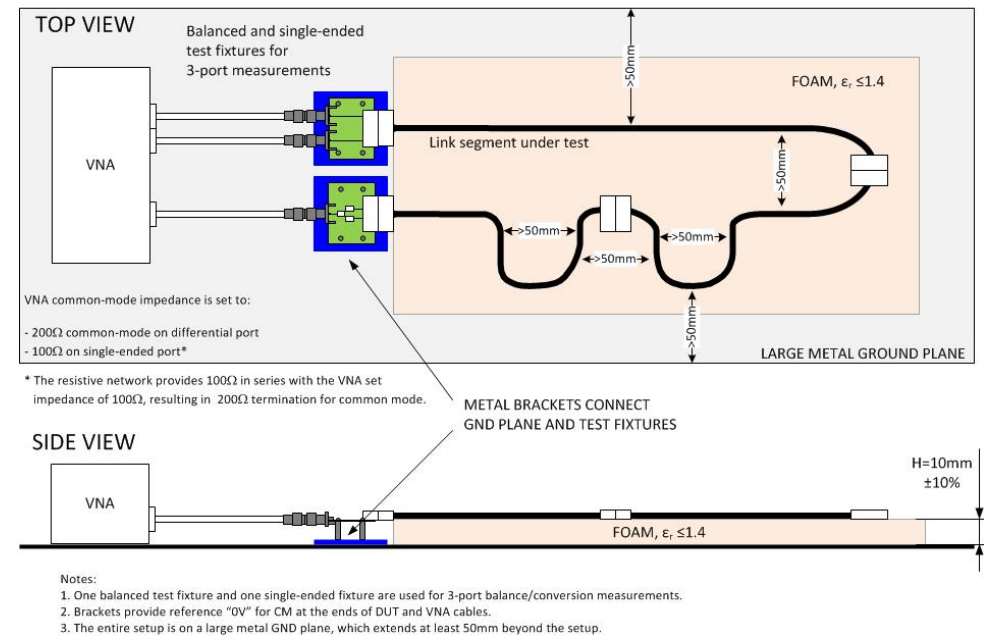 TOP VIEW
Balanced and single-ended
test fixtures for
3-port measurements
>50mm
FOAM, εr ≤1.4
VNA
Link segment under test
>50mm
>50mm
>50mm
>50mm
>50mm
VNA common-mode impedance is set to:
- 200Ω common-mode on differential port
- 100Ω on single-ended port*
LARGE METAL GROUND PLANE
* The resistive network provides 100Ω in series with the VNA set
impedance of 100Ω, resulting in 200Ω termination for common mode.
METAL BRACKETS CONNECT
GND PLANE AND TEST FIXTURES
SIDE VIEW
H=10mm
±10%
VNA
FOAM, εr ≤1.4
Notes:
1. One balanced test fixture and one single-ended fixture are used for 3-port balance/conversion measurements.
2. Brackets provide reference “0V” for CM at the ends of DUT and VNA cables.
3. The entire setup is on a large metal GND plane, which extends at least 50mm beyond the setup.